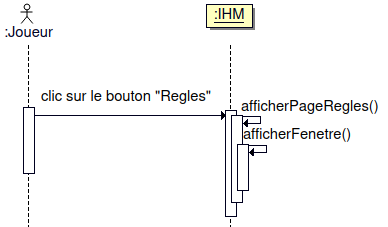 :IHM
:Joueur
clic sur le bouton "Regles"
afficherPageRegles()
afficherFenetre()